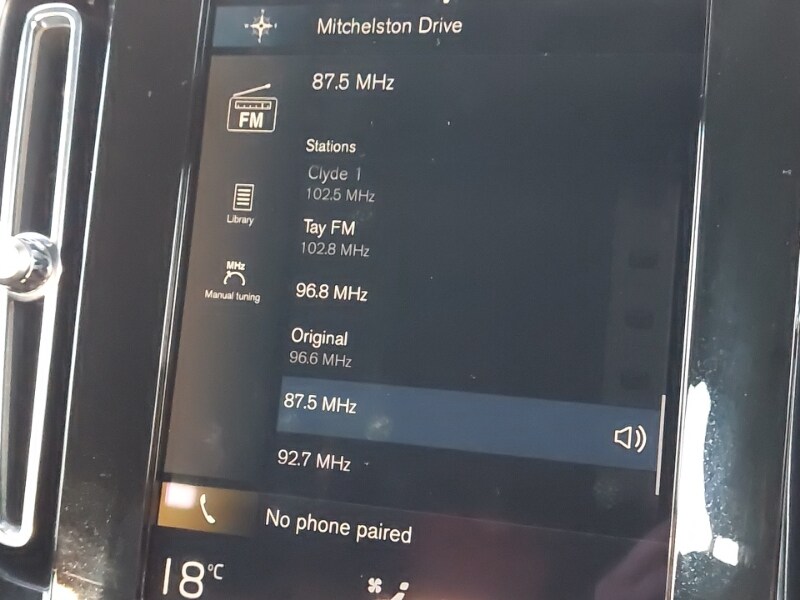 Mitchelston Drive
87.5 MHz
FM
Stations
Clyde 1
102.5 MHz
Library
Tay FM
102.8 MHz
MHz
Manual tuning
96.8 MHz
Original
96.6 MHz
87.5 MHz
92.7 MHz
No phone paired
18°C